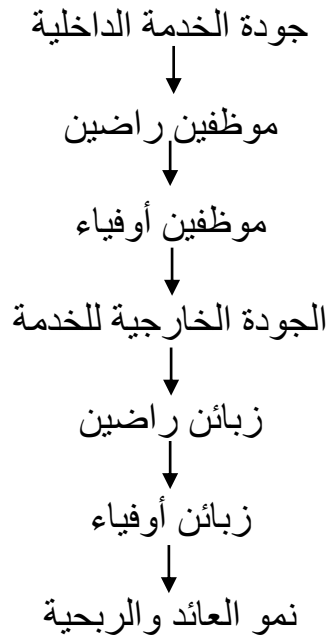 جودة الخدمة الداخلية
موظفين راضين
موظفين أوفياء
الجودة الخارجية للخدمة
زبائن راضين
زبائن أوفياء
نمو العائد والربحية